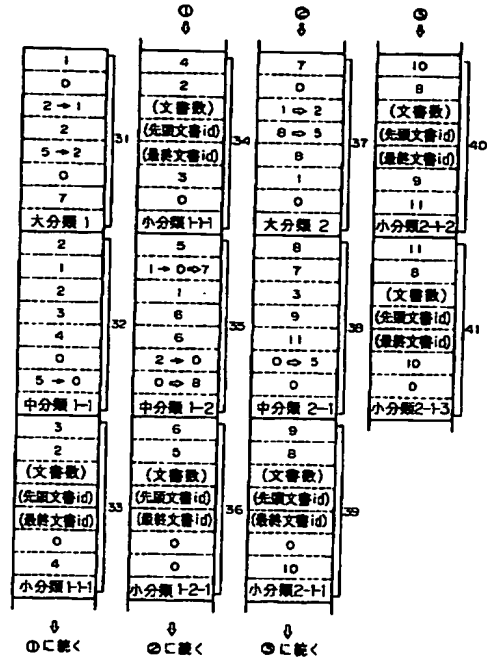 1
0
2→1
2
5→2
0
7
大分類1
31
2
1
2
3
4
0
5→0
中分類1-1
32
3
2
(文書数)
(先頭文書id)
(最終文書id)
0
4
小分類1-1-1
33
⇩
①に続く
①
⇩
4
2
(文書数)
(先頭文書id)
(最終文書id)
3
0
小分類1-1-1
34
5
1→0⇨7
1
6
6
2→0
0⇨8
中分類1-2
35
6
5
(文書数)
(先頭文書id)
(最終文書id)
0
0
小分類1-2-1
36
⇩
②に続く
②
⇩
7
0
1⇨2
8⇨5
8
1
0
大分類2
37
8
7
3
9
11
0⇨5
0
中分類2-1
38
9
8
(文書数)
(先頭文書id)
(最終文書id)
0
10
小分類2-1-1
39
⇩
③に続く
③
⇩
10
8
(文書数)
(先頭文書id)
(最終文書id)
9
11
小分類2-1-2
40
11
8
(文書数)
(先頭文書id)
(最終文書id)
10
0
小分類2-1-3
41